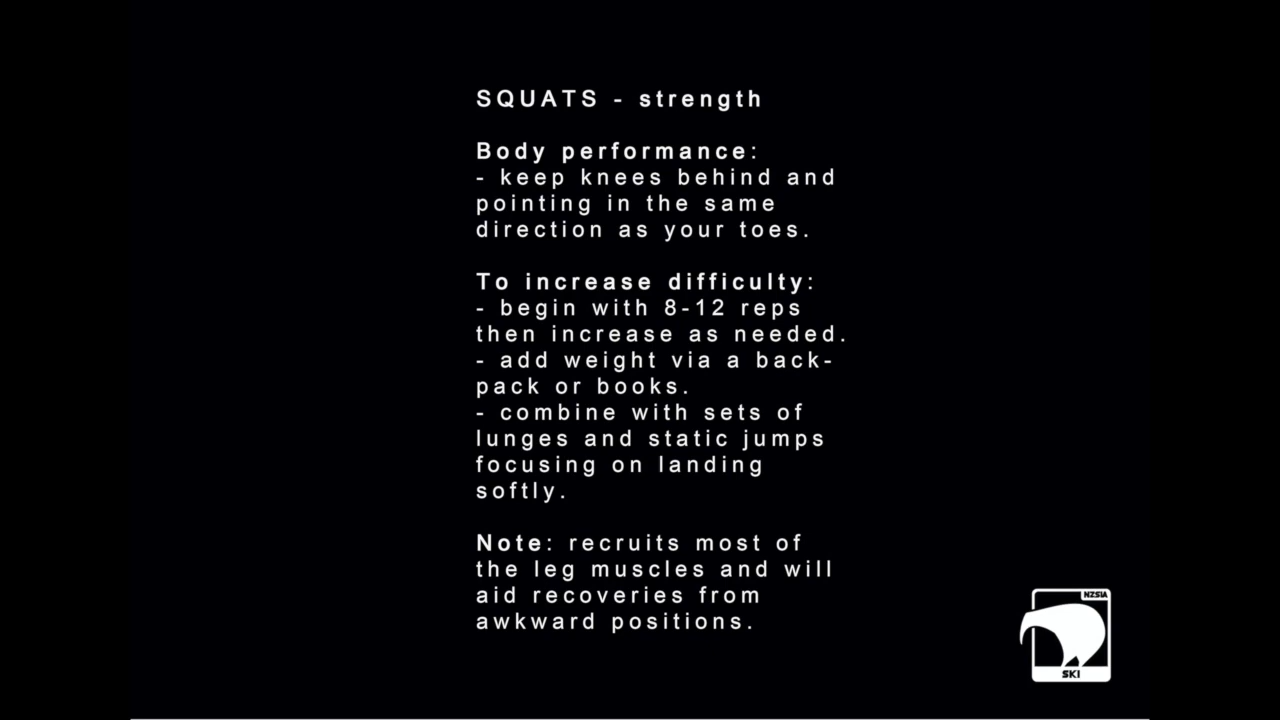 SQUATS - strength
Body performance:
- keep knees behind and
pointing in the same
direction as your toes.
To increase difficulty:
- begin with 8-12 reps
then increase as needed.
- add weight via a back-
pack or books.
- combine with sets of
lunges and static jumps
focusing on landing
softly.
Note: recruits most of
the leg muscles and will
aid recoveries from
awkward positions.
NZSIA
SKI